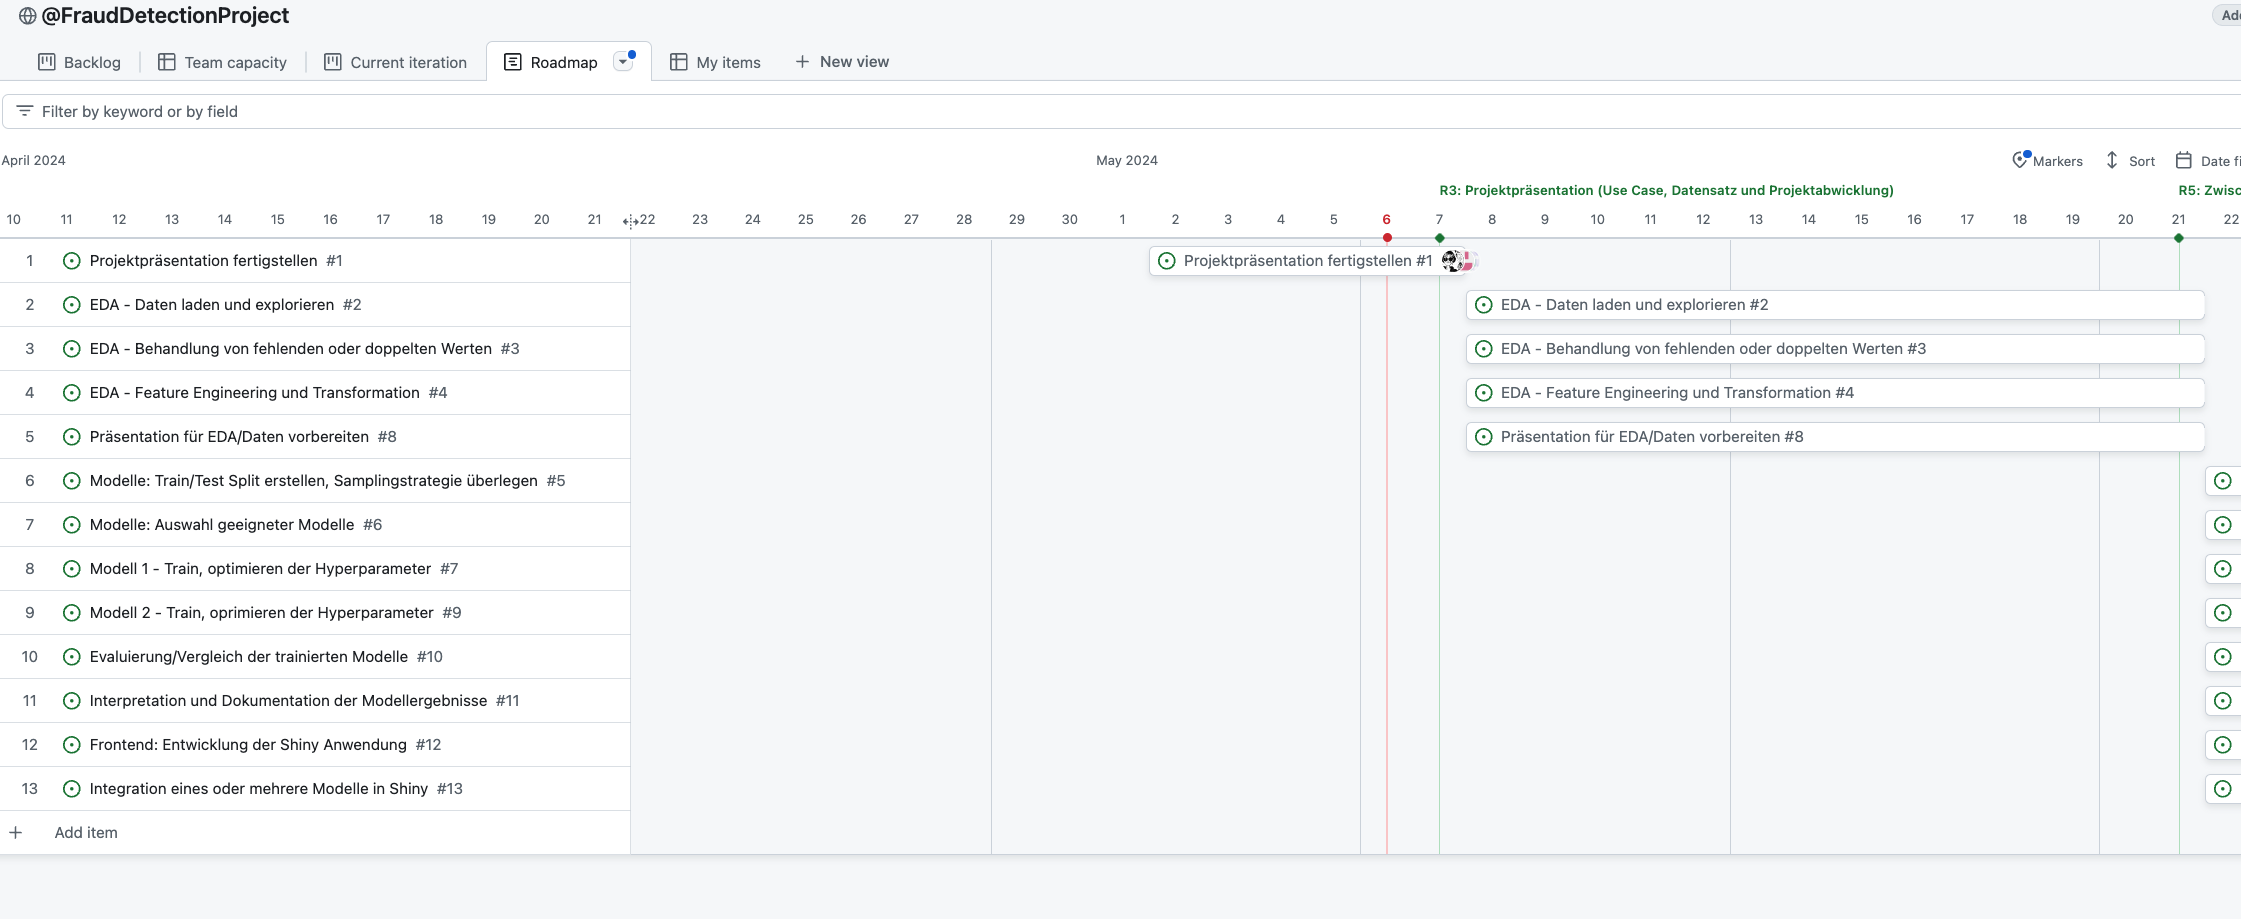 @FraudDetectionProject
Add
Backlog Team capacity Current iteration Roadmap My items + New view
Filter by keyword or by field
April 2024 May 2024 Markers Sort Date fi
R3: Projektpräsentation (Use Case, Datensatz und Projektabwicklung) R5: Zwisc
10 11 12 13 14 15 16 17 18 19 20 21 22 23 24 25 26 27 28 29 30 1 2 3 4 5 6 7 8 9 10 11 12 13 14 15 16 17 18 19 20 21 22
1 Projektpräsentation fertigstellen #1 Projektpräsentation fertigstellen #1
2 EDA - Daten laden und explorieren #2 EDA - Daten laden und explorieren #2
3 EDA - Behandlung von fehlenden oder doppelten Werten #3 EDA - Behandlung von fehlenden oder doppelten Werten #3
4 EDA - Feature Engineering und Transformation #4 EDA - Feature Engineering und Transformation #4
5 Präsentation für EDA/Daten vorbereiten #8 Präsentation für EDA/Daten vorbereiten #8
6 Modelle: Train/Test Split erstellen, Samplingstrategie überlegen #5
7 Modelle: Auswahl geeigneter Modelle #6
8 Modell 1 - Train, optimieren der Hyperparameter #7
9 Modell 2 - Train, oprimieren der Hyperparameter #9
10 Evaluierung/Vergleich der trainierten Modelle #10
11 Interpretation und Dokumentation der Modellergebnisse #11
12 Frontend: Entwicklung der Shiny Anwendung #12
13 Integration eines oder mehrere Modelle in Shiny #13
+ Add item